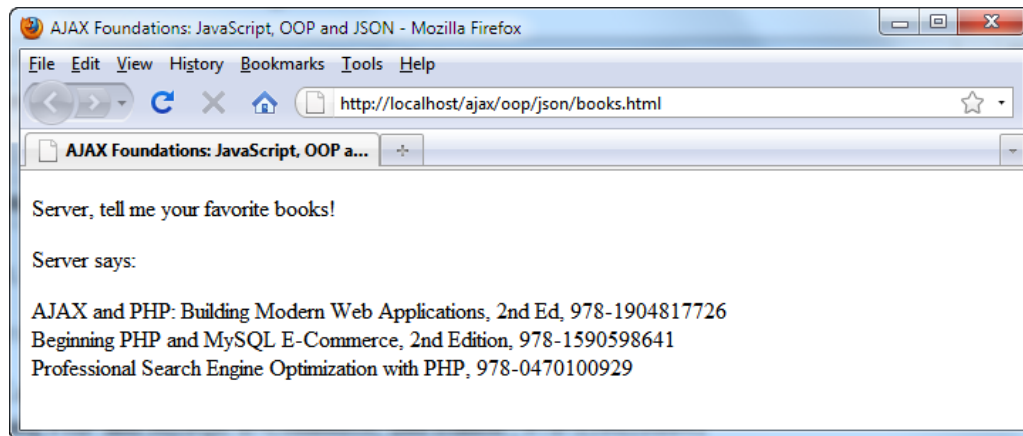 AJAX Foundations: JavaScript, OOP and JSON - Mozilla Firefox
File Edit View History Bookmarks Tools Help
http://localhost/ajax/oop/json/books.html
AJAX Foundations: JavaScript, OOP a...
Server, tell me your favorite books!
Server says:
AJAX and PHP: Building Modern Web Applications, 2nd Ed, 978-1904817726
Beginning PHP and MySQL E-Commerce, 2nd Edition, 978-1590598641
Professional Search Engine Optimization with PHP, 978-0470100929